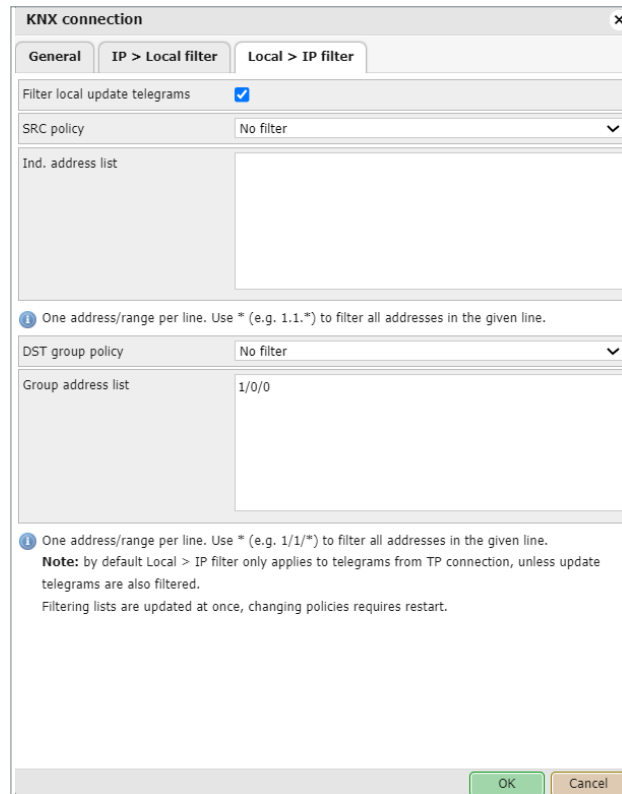 KNX connection
General
IP > Local filter
Local > IP filter
Filter local update telegrams
SRC policy
No filter
Ind. address list
One address/range per line. Use * (e.g. 1.1.*) to filter all addresses in the given line.
DST group policy
No filter
Group address list
1/0/0
One address/range per line. Use * (e.g. 1/1/*) to filter all addresses in the given line.
Note: by default Local > IP filter only applies to telegrams from TP connection, unless update
telegrams are also filtered.
Filtering lists are updated at once, changing policies requires restart.
OK
Cancel